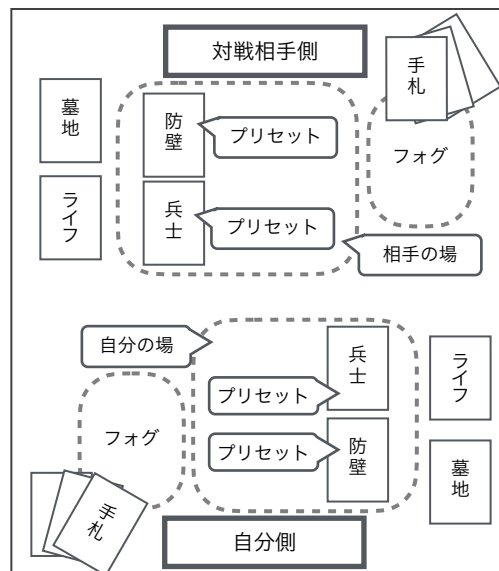 対戦相手側
手札
墓地
防壁
プリセット
フォグ
ライフ
兵士
プリセット
相手の場
自分の場
兵士
ライフ
プリセット
フォグ
プリセット
防壁
墓地
手札
自分側